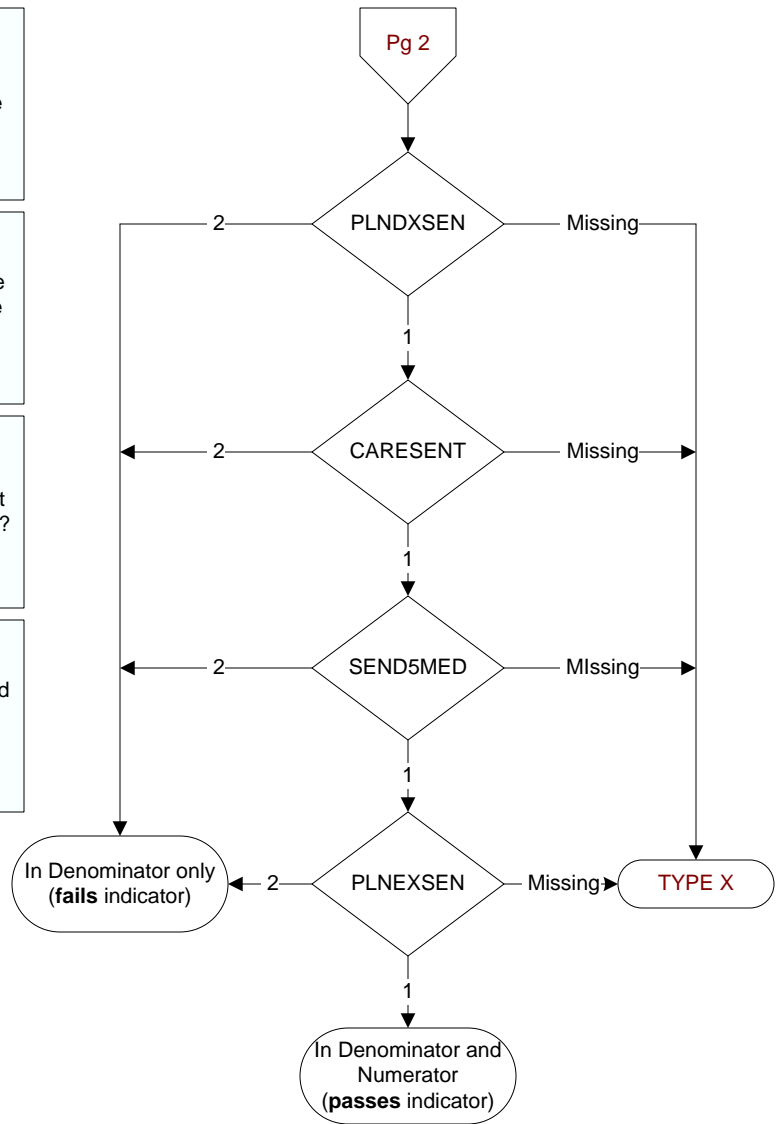 Pg 2
2
PLNDXSEN
Missing
1
2
CARESENT
Missing
1
t
?
2
SEND5MED
MIssing
d
1
In Denominator only
(fails indicator)
2
PLNEXSEN
Missing
TYPE X
1
In Denominator and
Numerator
(passes indicator)